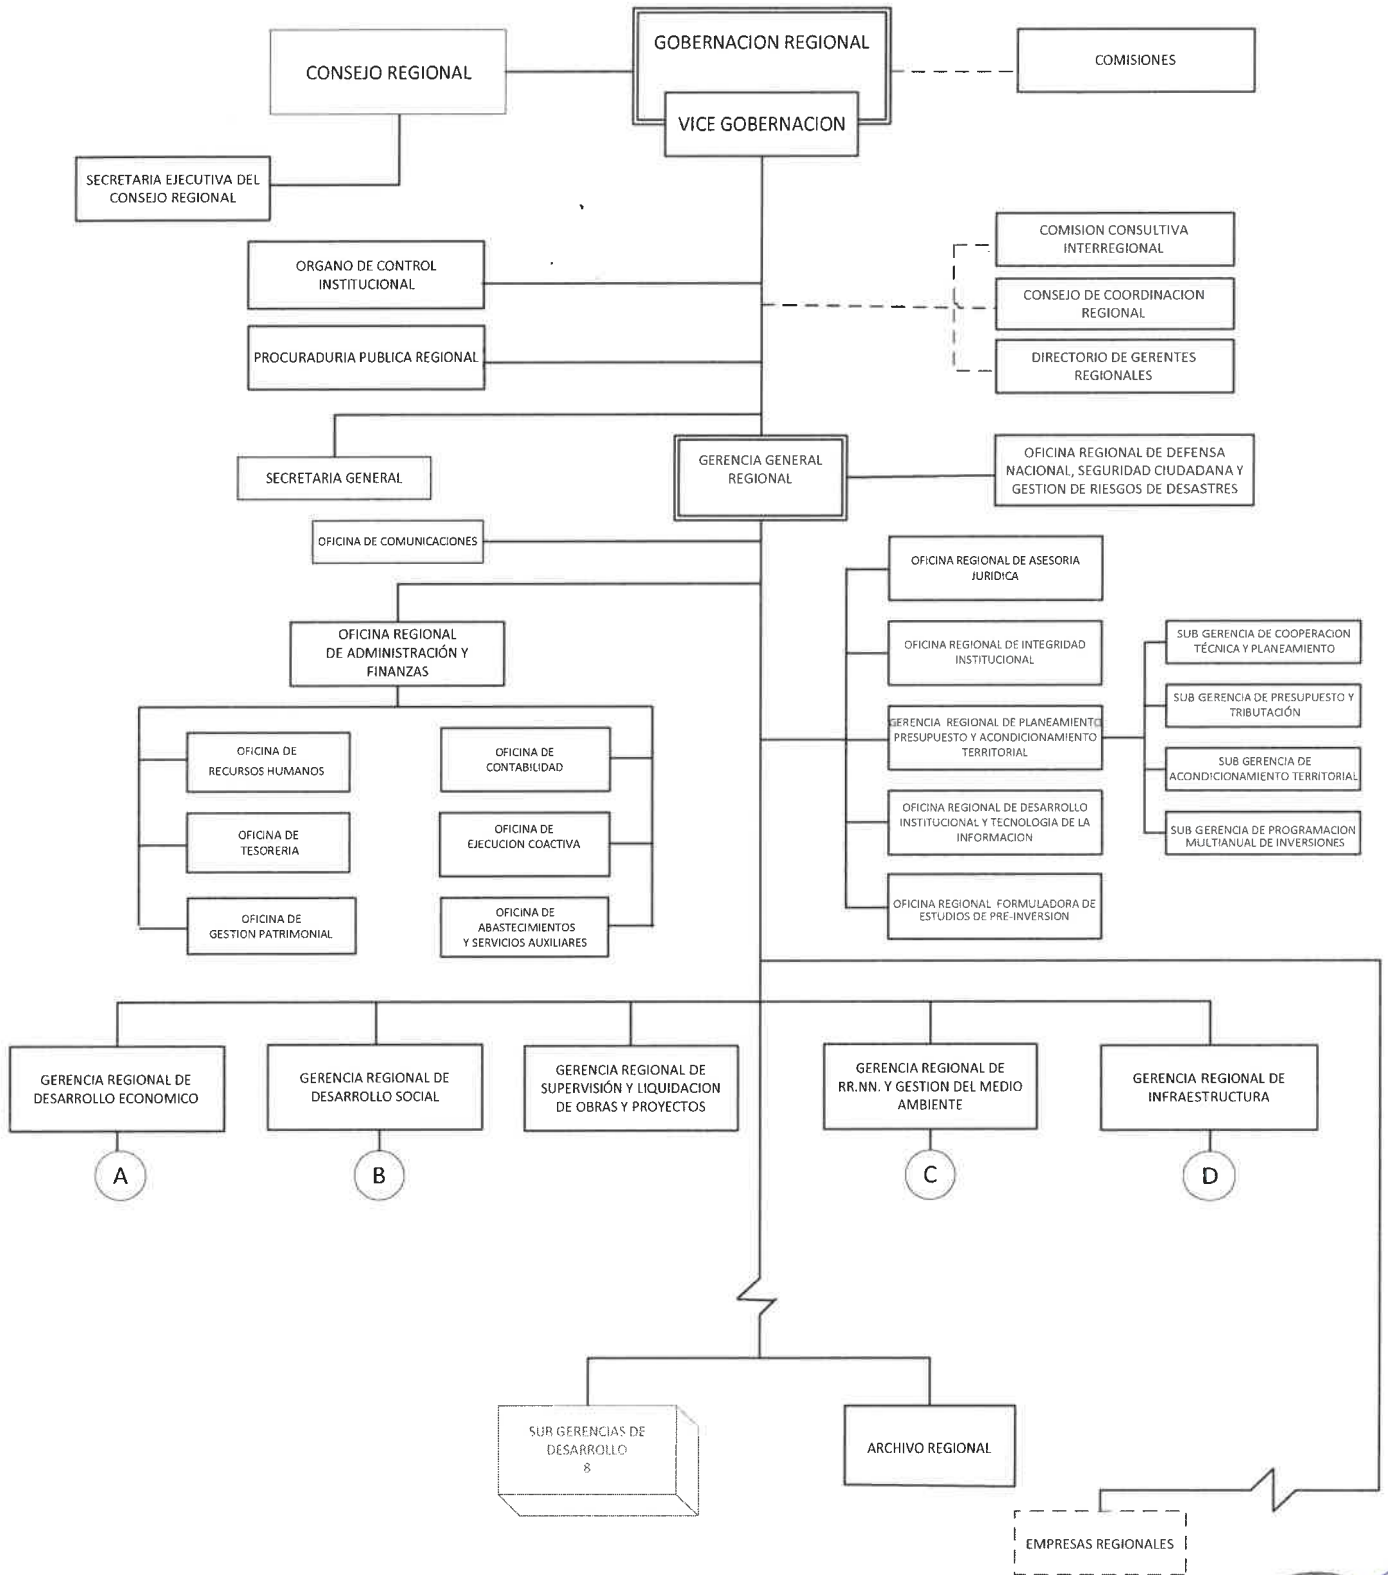 CONSEJO REGIONAL
GOBERNACION REGIONAL
COMISIONES
VICE GOBERNACION
SECRETARIA EJECUTIVA DEL
CONSEJO REGIONAL
COMISION CONSULTIVA
INTERREGIONAL
ORGANO DE CONTROL
INSTITUCIONAL
CONSEJO DE COORDINACION
REGIONAL
PROCURADURIA PUBLICA REGIONAL
DIRECTORIO DE GERENTES
REGIONALES
SECRETARIA GENERAL
GERENCIA GENERAL
REGIONAL
OFICINA REGIONAL DE DEFENSA
NACIONAL, SEGURIDAD CIUDADANA Y
GESTION DE RIESGOS DE DESASTRES
OFICINA DE COMUNICACIONES
OFICINA REGIONAL DE ASESORIA
JURIDICA
OFICINA REGIONAL
DE ADMINISTRACIÓN Y
FINANZAS
OFICINA REGIONAL DE INTEGRIDAD
INSTITUCIONAL
SUB GERENCIA DE COOPERACION
TÉCNICA Y PLANEAMIENTO
GERENCIA REGIONAL DE PLANEAMIENTO
PRESUPUESTO Y ACONDICIONAMIENTO
TERRITORIAL
SUB GERENCIA DE PRESUPUESTO Y
TRIBUTACIÓN
OFICINA DE
RECURSOS HUMANOS
OFICINA DE
CONTABILIDAD
SUB GERENCIA DE
ACONDICIONAMIENTO TERRITORIAL
OFICINA DE
TESORERIA
OFICINA DE
EJECUCION COACTIVA
OFICINA REGIONAL DE DESARROLLO
INSTITUCIONAL Y TECNOLOGIA DE LA
INFORMACION
SUB GERENCIA DE PROGRAMACION
MULTIANUAL DE INVERSIONES
OFICINA DE
GESTION PATRIMONIAL
OFICINA DE
ABASTECIMIENTOS
Y SERVICIOS AUXILIARES
OFICINA REGIONAL FORMULADORA DE
ESTUDIOS DE PRE-INVERSION
GERENCIA REGIONAL DE
DESARROLLO ECONOMICO
GERENCIA REGIONAL DE
DESARROLLO SOCIAL
GERENCIA REGIONAL DE
SUPERVISIÓN Y LIQUIDACION
DE OBRAS Y PROYECTOS
GERENCIA REGIONAL DE
RR.NN. Y GESTION DEL MEDIO
AMBIENTE
GERENCIA REGIONAL DE
INFRAESTRUCTURA
A
B
C
D
SUB GERENCIAS DE
DESARROLLO
8
ARCHIVO REGIONAL
EMPRESAS REGIONALES